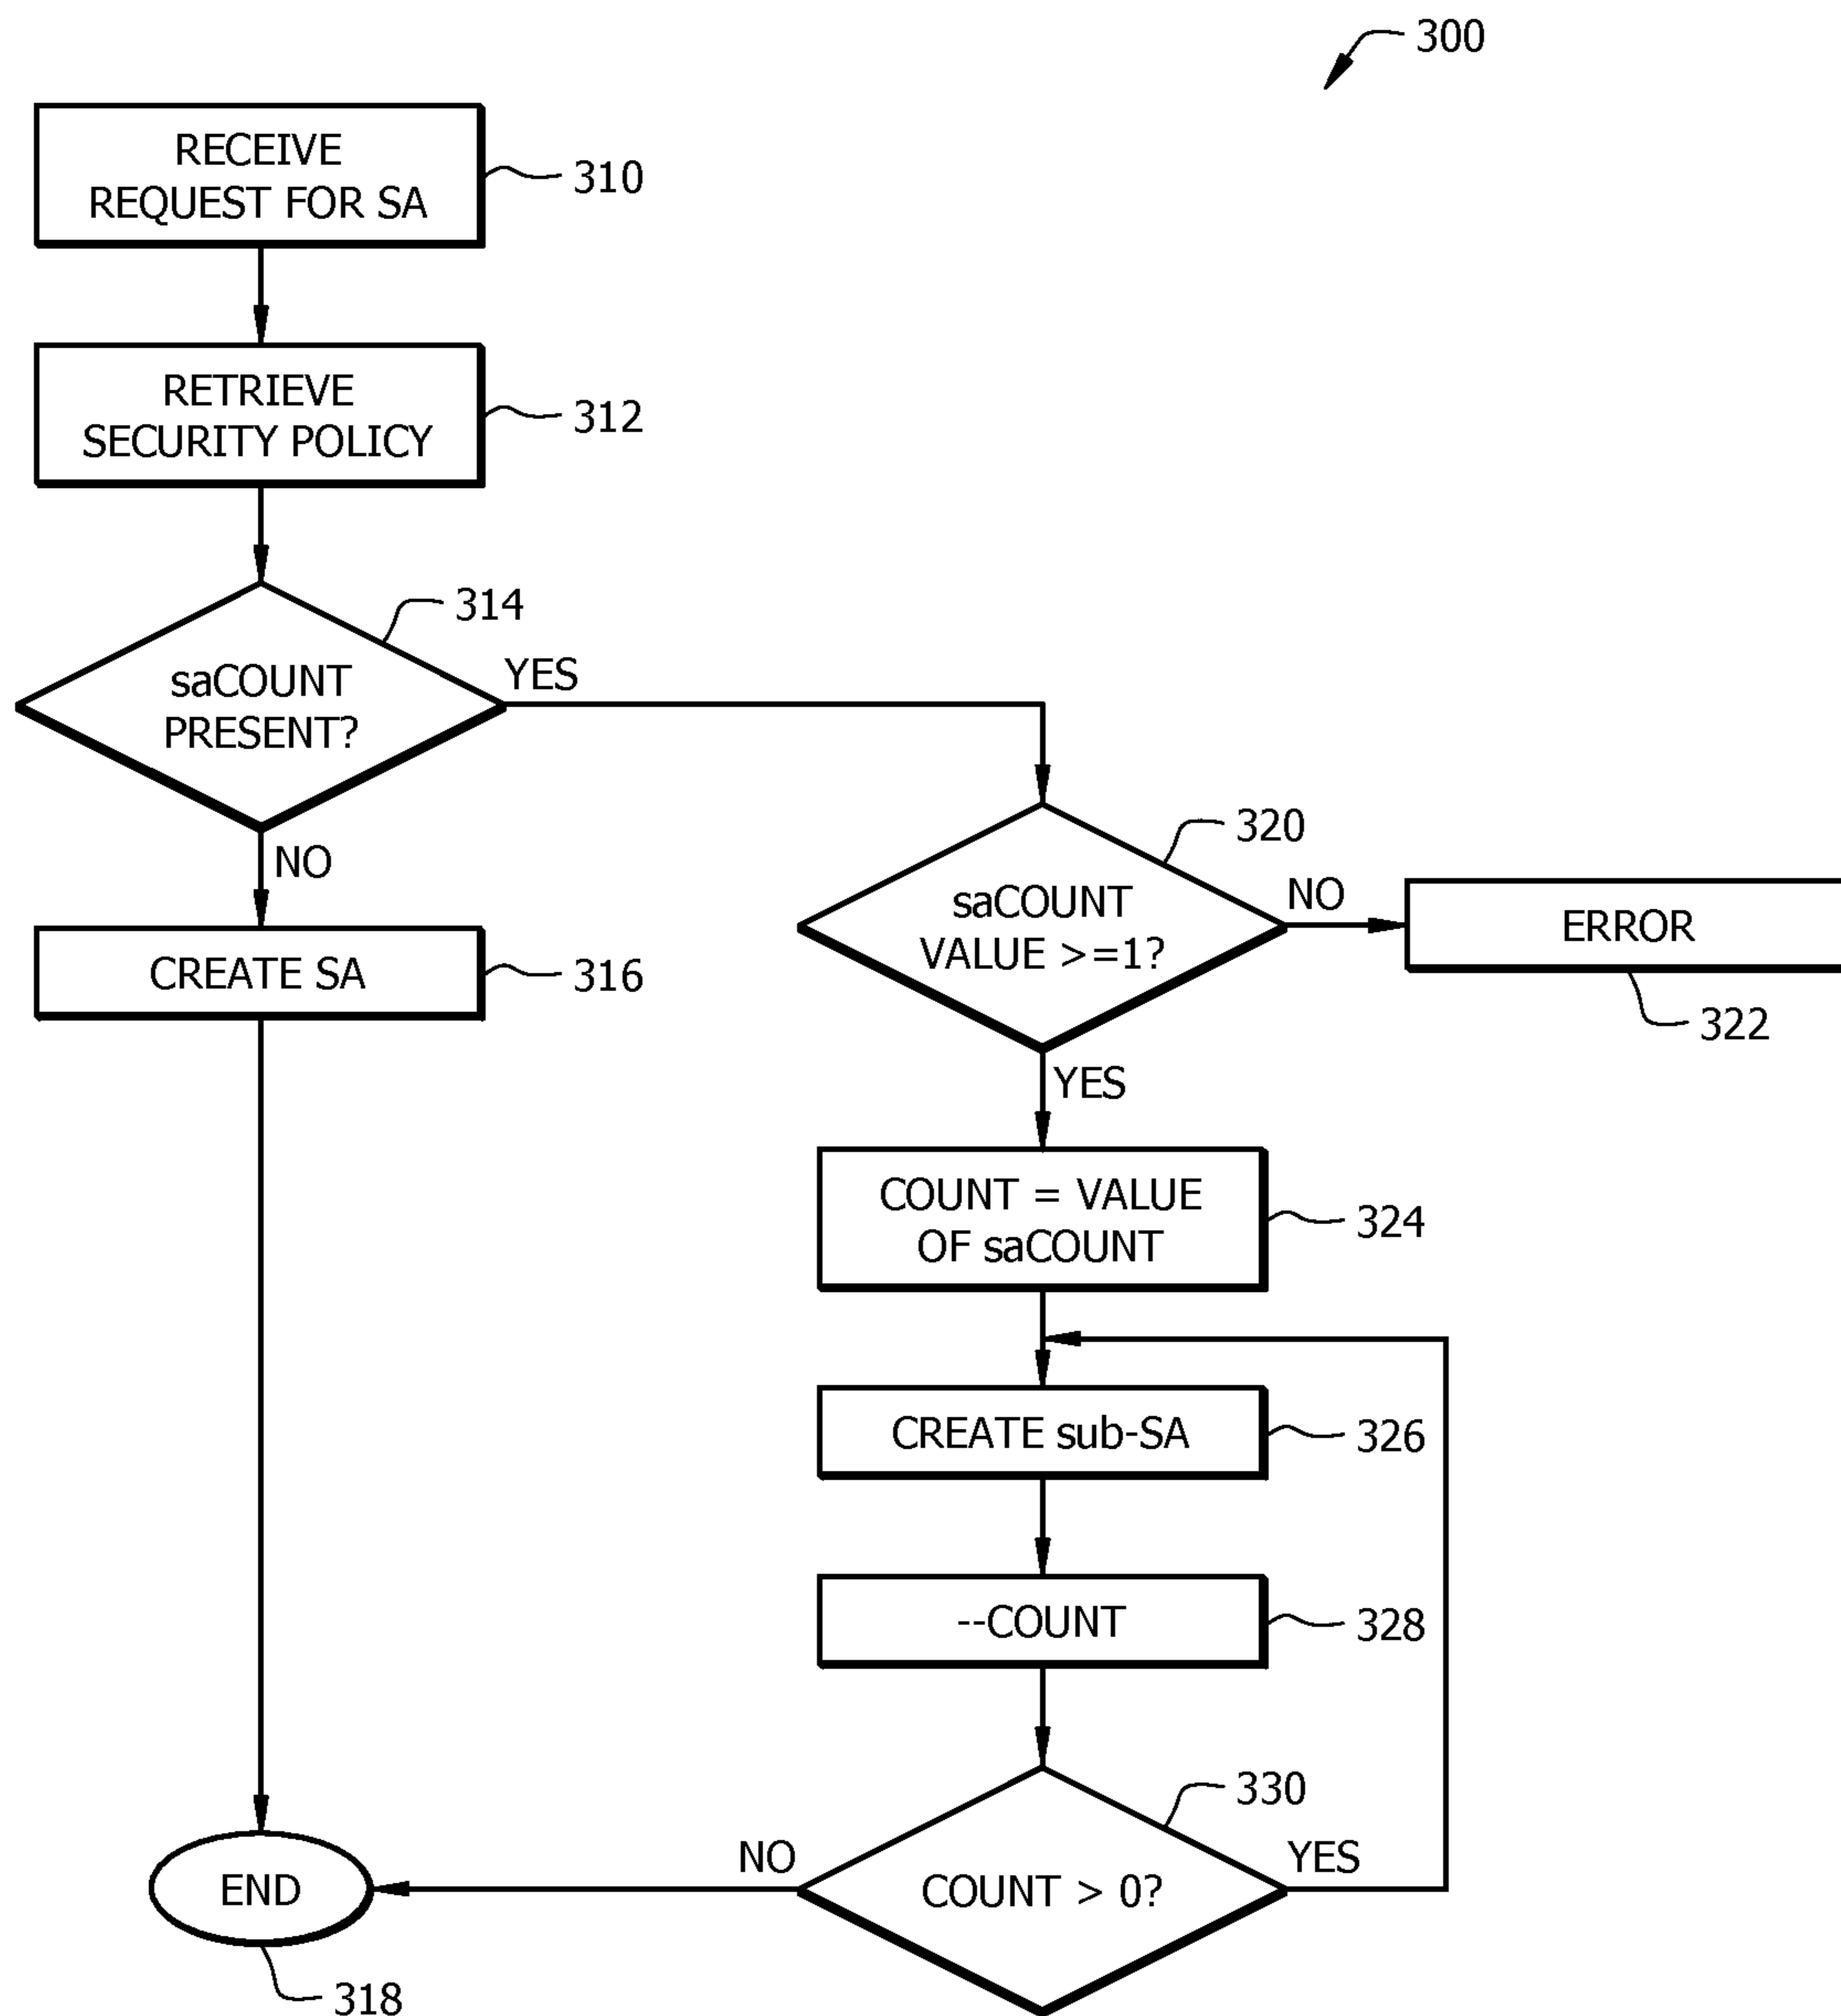 300
RECEIVE
REQUEST FOR SA
310
RETRIEVE
SECURITY POLICY
312
314
saCOUNT
PRESENT?
YES
NO
CREATE SA
316
320
saCOUNT
VALUE >=1?
NO
ERROR
322
YES
COUNT = VALUE
OF saCOUNT
324
CREATE sub-SA
326
--COUNT
328
330
COUNT > 0?
YES
NO
END
318